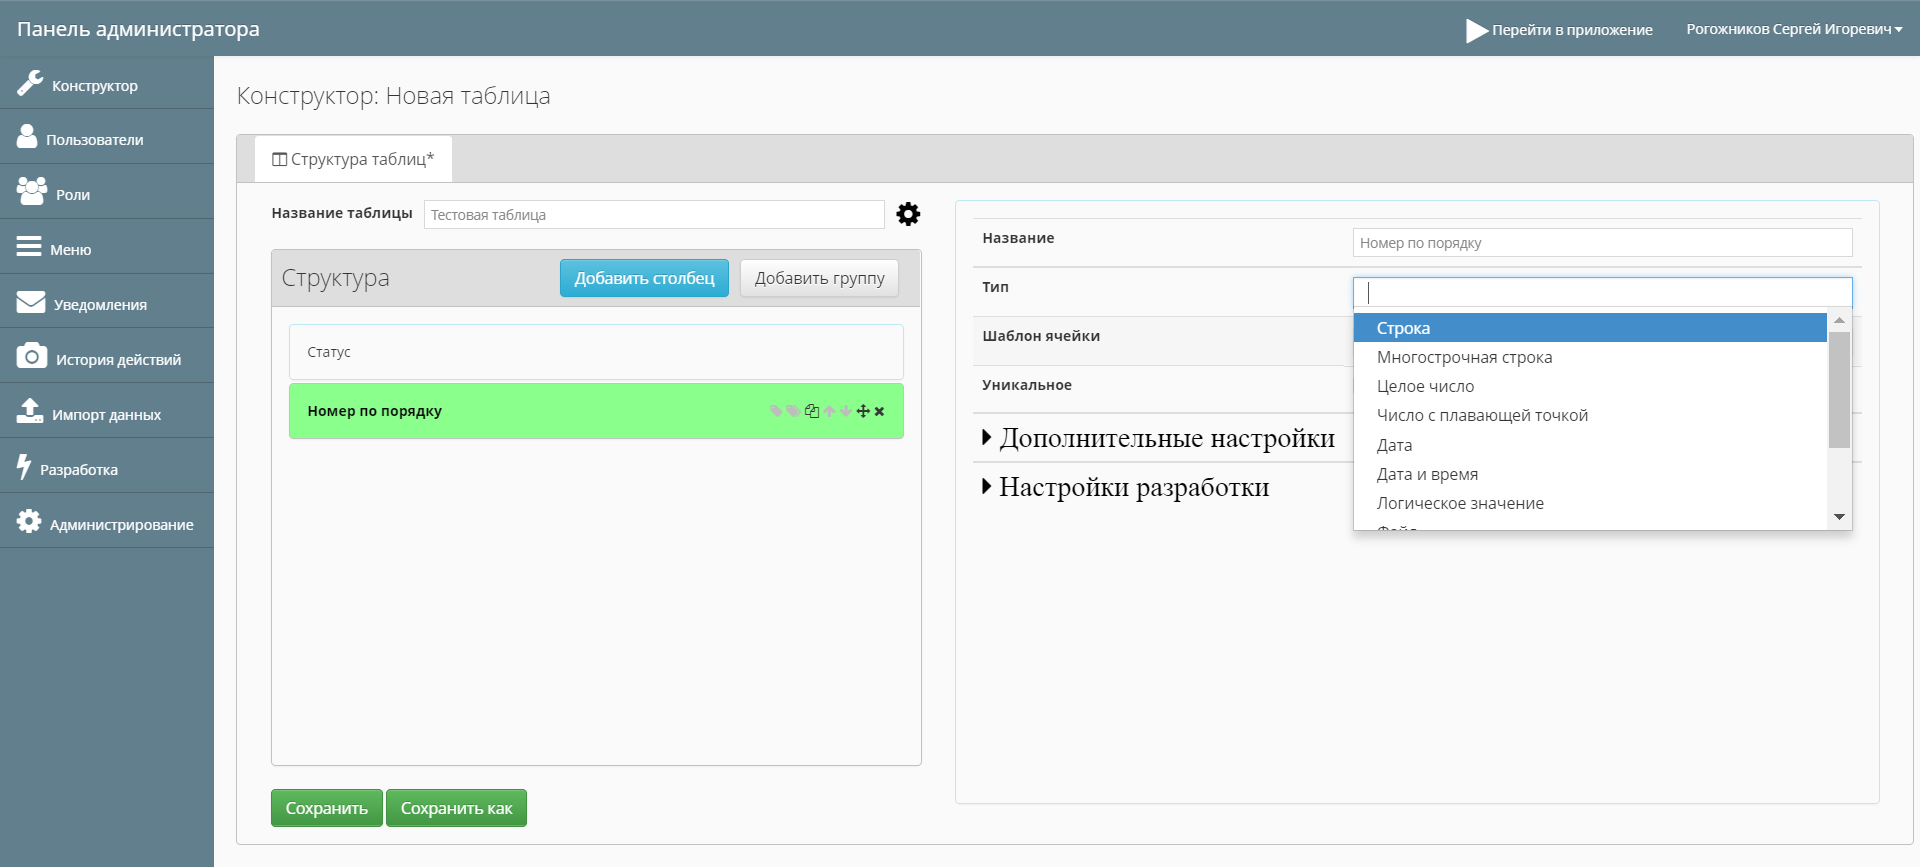 Панель администратора
Перейти в приложение
Рогожников Сергей Игоревич
Конструктор
Пользователи
Роли
Меню
Уведомления
История действий
Импорт данных
Разработка
Администрирование
Конструктор: Новая таблица
Структура таблиц*
Название таблицы
Тестовая таблица
Структура
Добавить столбец
Добавить группу
Статус
Номер по порядку
Сохранить
Сохранить как
Название
Номер по порядку
Тип
Шаблон ячейки
Уникальное
Дополнительные настройки
Настройки разработки
Строка
Многострочная строка
Целое число
Число с плавающей точкой
Дата
Дата и время
Логическое значение
Файл